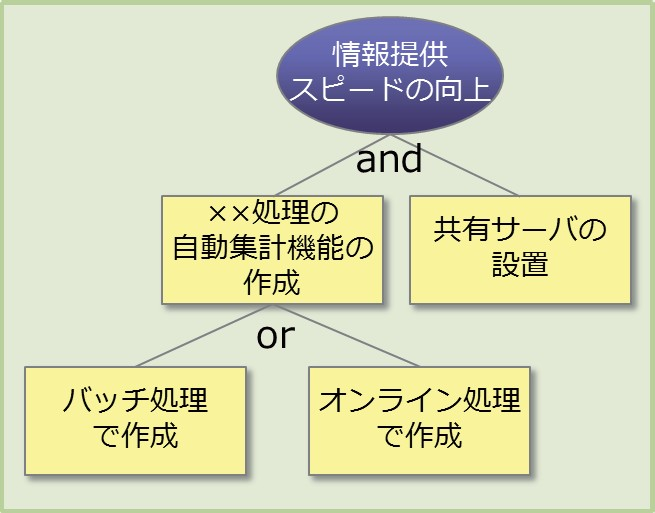 情報提供
スピードの向上
and
××処理の
自動集計機能の
作成
共有サーバの
設置
or
バッチ処理
で作成
オンライン処理
で作成